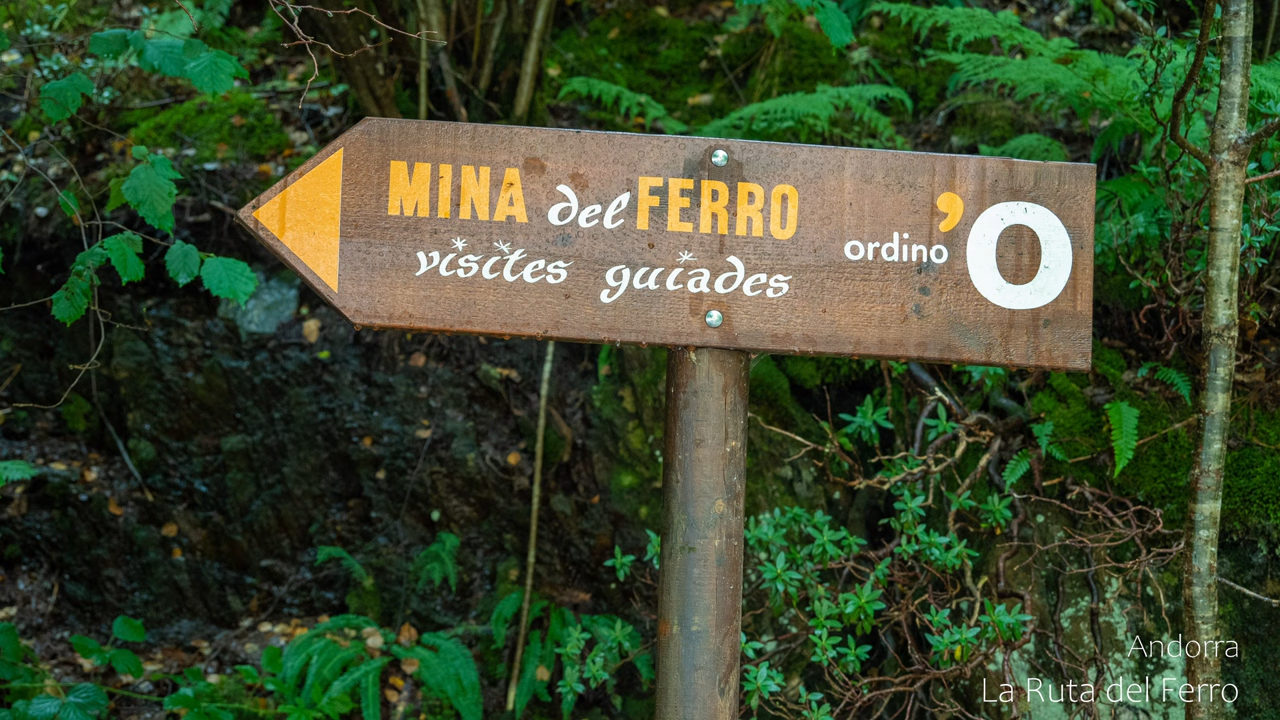 MINA del FERRO
visites guiades
ordino 'O
Andorra
La Ruta del Ferro